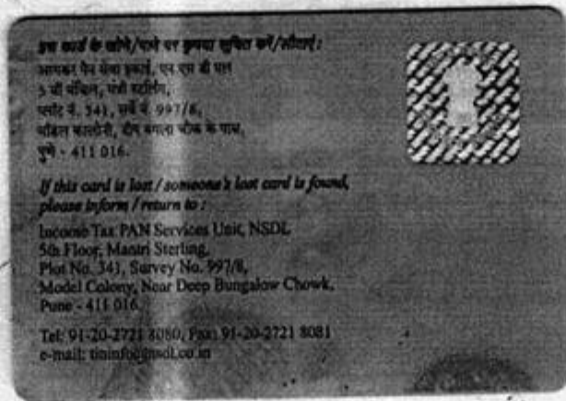 इस कार्ड के खोने/पाने पर कृपया सूचित करें/लौटाएं :
आयकर पैन सेवा इकाई, एन एस डी एल
5 वी मंजिल, मंत्री स्टर्लिंग,
प्लॉट नं. 341, सर्वे नं. 997/8,
मॉडल कालोनी, दीप बंगला चौक के पास,
पुणे - 411 016.
If this card is lost / someone's lost card is found,
please inform / return to :
Income Tax PAN Services Unit, NSDL
5th Floor, Mantri Sterling,
Plot No. 341, Survey No. 997/8,
Model Colony, Near Deep Bungalow Chowk,
Pune - 411 016.
Tel: 91-20-2721 8080, Fax: 91-20-2721 8081
e-mail: tininfo@nsdl.co.in